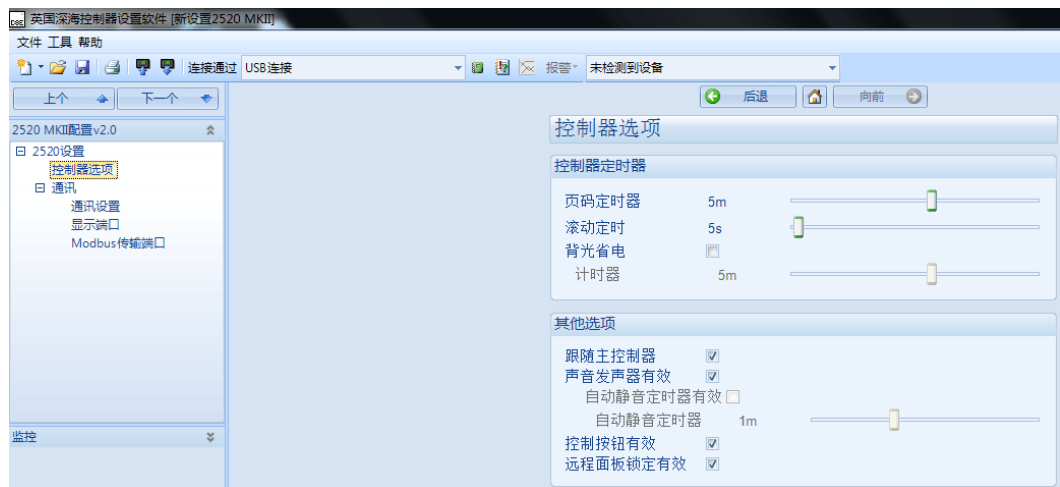 DSE 英国深海控制器设置软件 [新设置2520 MKII]
文件 工具 帮助
连接通过 USB连接 报警 未检测到设备
上个 下一个
后退 向前
2520 MKII配置v2.0
2520设置
控制器选项
通讯
通讯设置
显示端口
Modbus传输端口
监控
控制器选项
控制器定时器
页码定时器 5m
滚动定时 5s
背光省电
计时器 5m
其他选项
跟随主控制器
声音发声器有效
自动静音定时器有效
自动静音定时器 1m
控制按钮有效
远程面板锁定有效